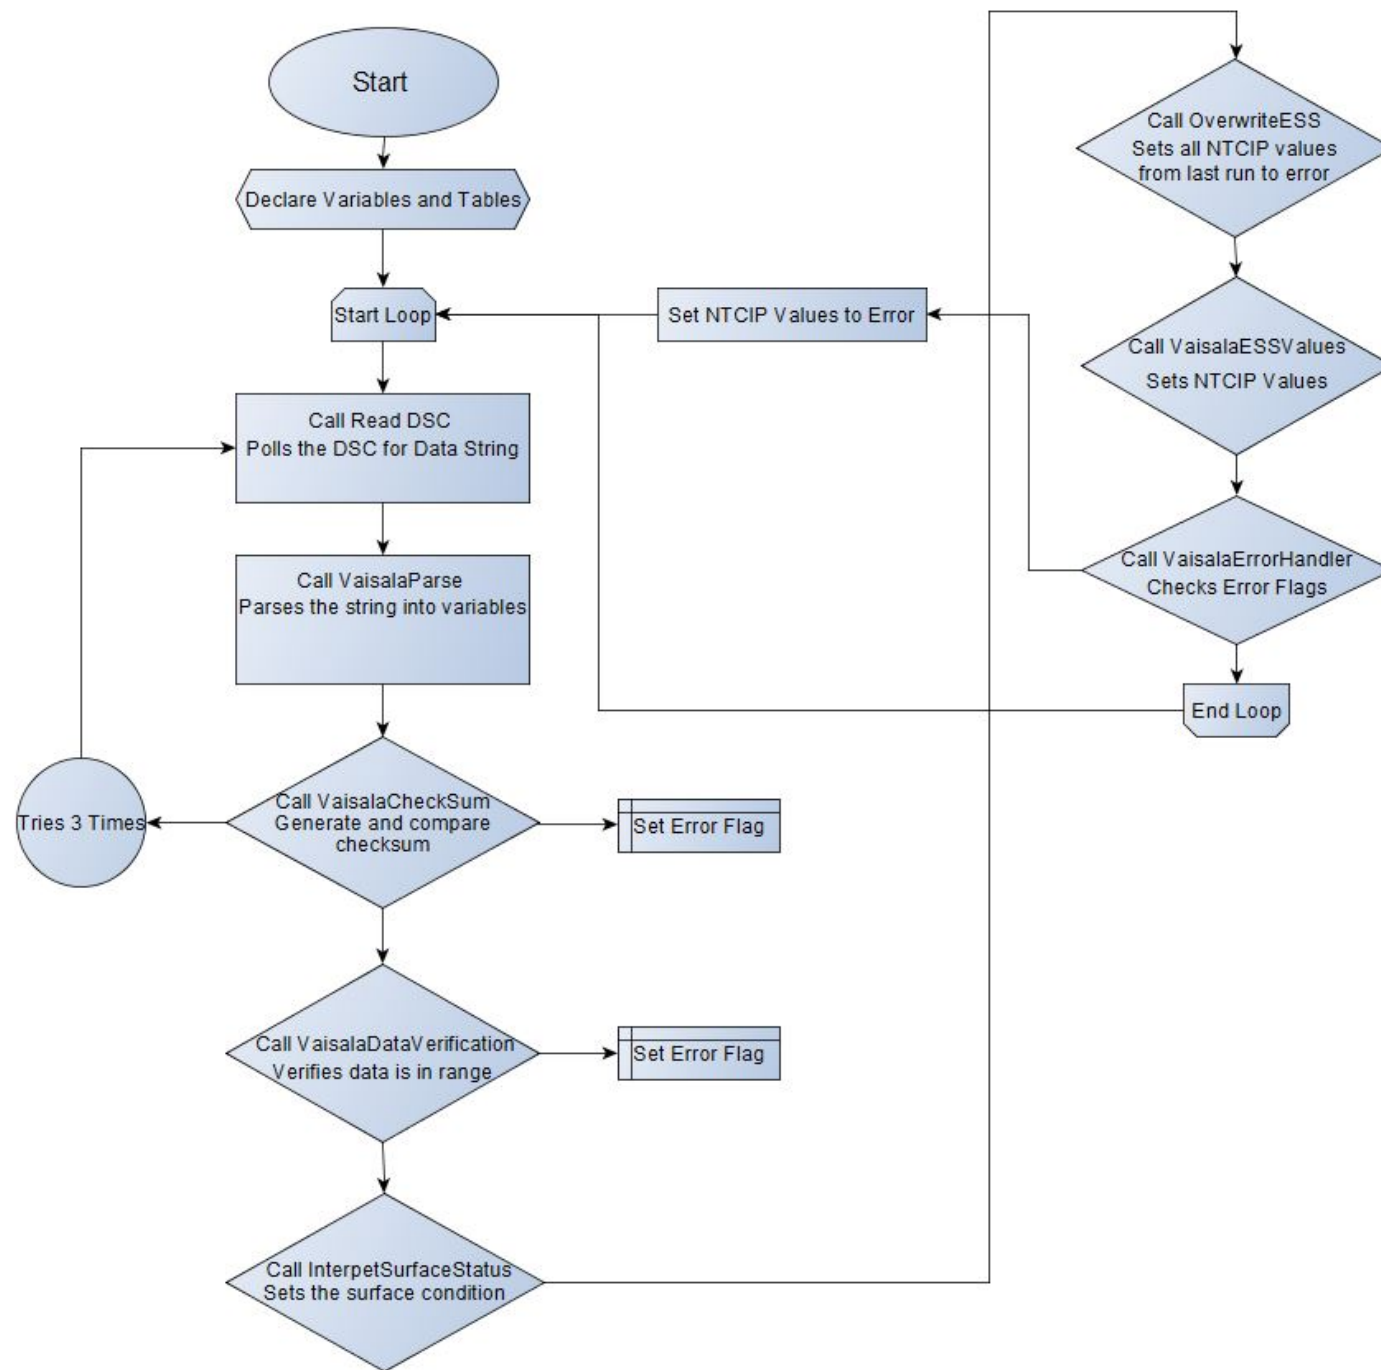 Start
Declare Variables and Tables
Start Loop
Call Read DSC
Polls the DSC for Data String
Call VaisalaParse
Parses the string into variables
Call VaisalaCheckSum
Generate and compare
checksum
Tries 3 Times
Set Error Flag
Call VaisalaDataVerification
Verifies data is in range
Set Error Flag
Call InterpetSurfaceStatus
Sets the surface condition
Call OverwriteESS
Sets all NTCIP values
from last run to error
Call VaisalaESSValues
Sets NTCIP Values
Call VaisalaErrorHandler
Checks Error Flags
Set NTCIP Values to Error
End Loop